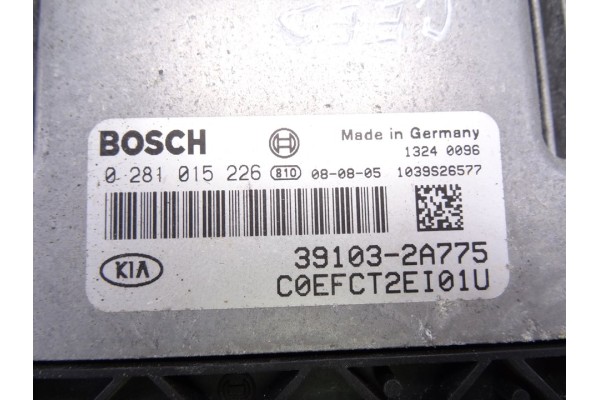 BOSCH Made in Germany
1324 0096
0 281 015 226 810 08-08-05 1039S26577
39103-2A775
KIA
C0EFCT2EI01U